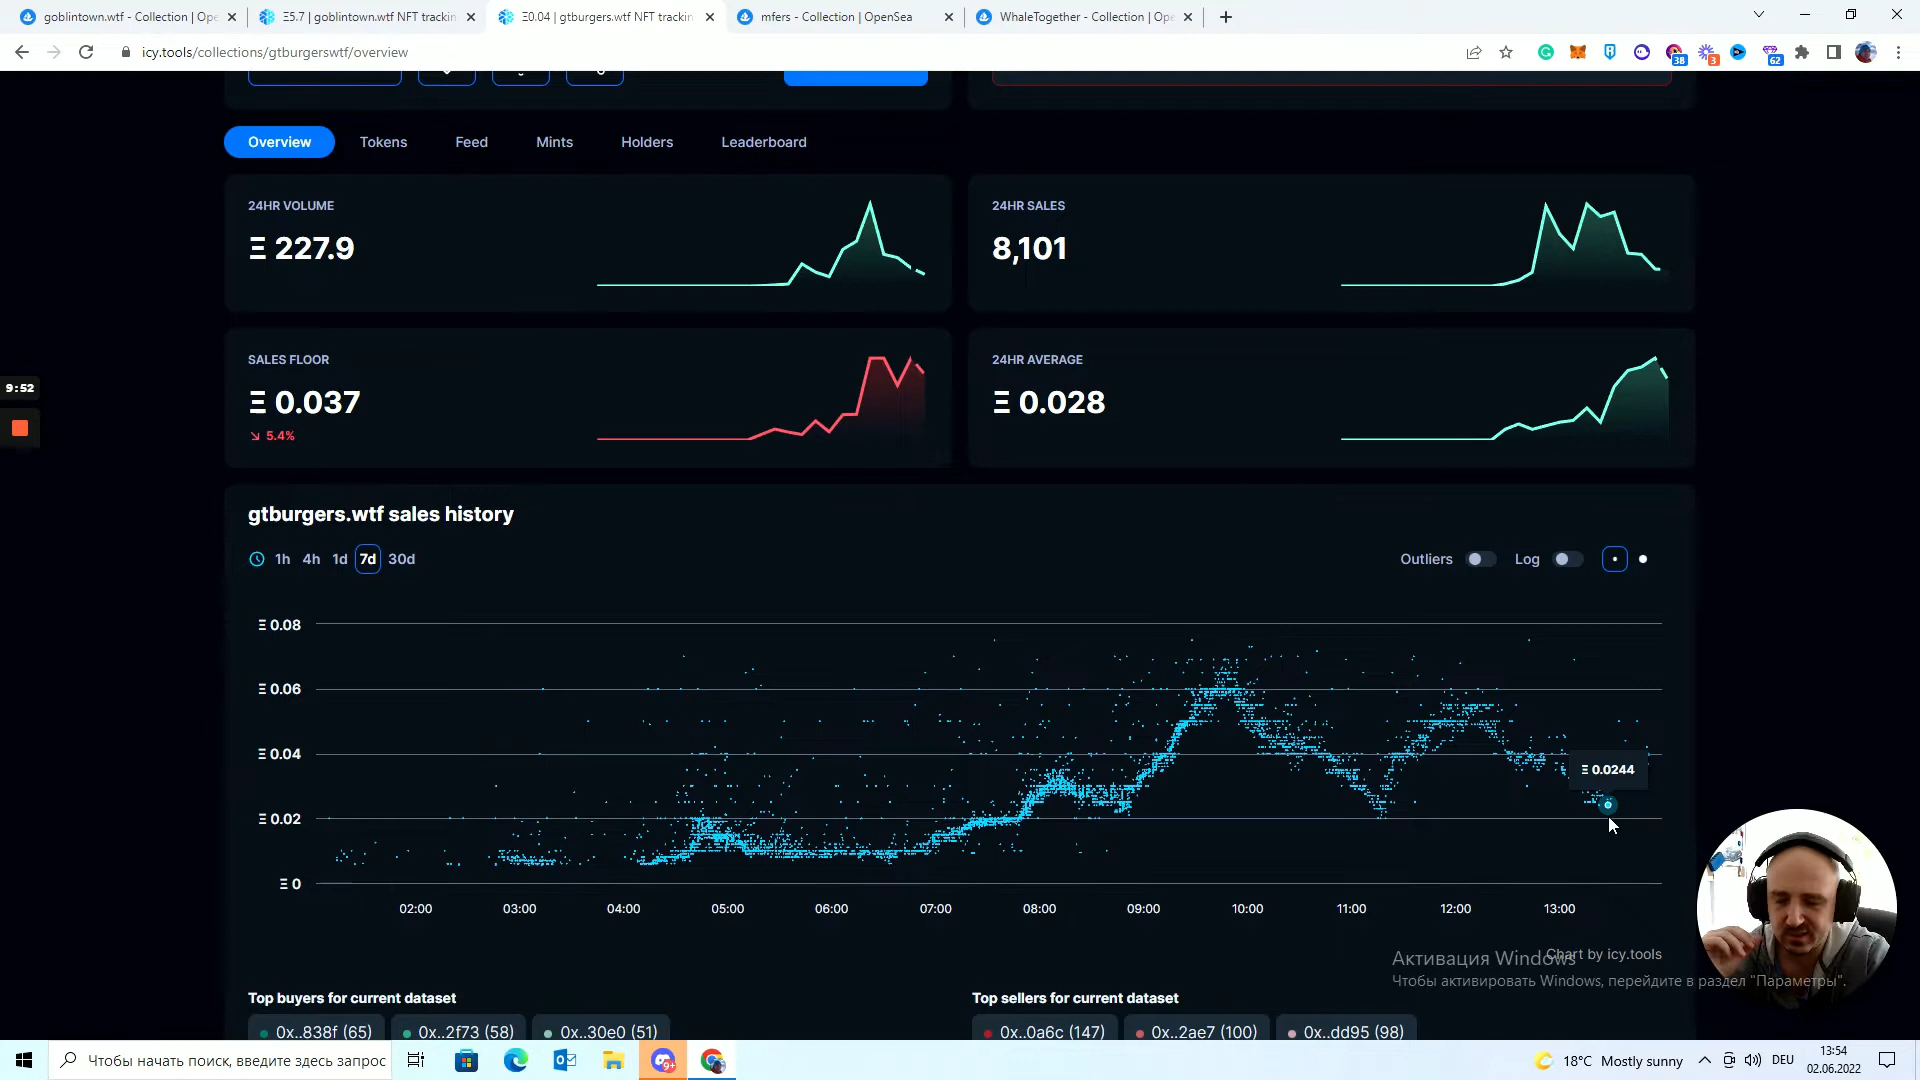 goblintown.wtf - Collection | Ope
Ξ5.7 | goblintown.wtf NFT trackin
Ξ0.04 | gtburgers.wtf NFT trackin
mfers - Collection | OpenSea
WhaleTogether - Collection | Ope
icy.tools/collections/gtburgerswtf/overview
38
3
62
Overview
Tokens
Feed
Mints
Holders
Leaderboard
24HR VOLUME
Ξ 227.9
24HR SALES
8,101
SALES FLOOR
Ξ 0.037
5.4%
24HR AVERAGE
Ξ 0.028
9:52
gtburgers.wtf sales history
1h 4h 1d 7d 30d
Outliers
Log
Ξ 0.08
Ξ 0.06
Ξ 0.04
Ξ 0.02
Ξ 0
Ξ 0.0244
02:00 03:00 04:00 05:00 06:00 07:00 08:00 09:00 10:00 11:00 12:00 13:00
Chart by icy.tools
Активация Windows
Чтобы активировать Windows, перейдите в раздел "Параметры".
Top buyers for current dataset
0x..838f (65)
0x..2f73 (58)
0x..30e0 (51)
Top sellers for current dataset
0x..0a6c (147)
0x..2ae7 (100)
0x..dd95 (98)
Чтобы начать поиск, введите здесь запрос
9+
18°C Mostly sunny
DEU
13:54
02.06.2022